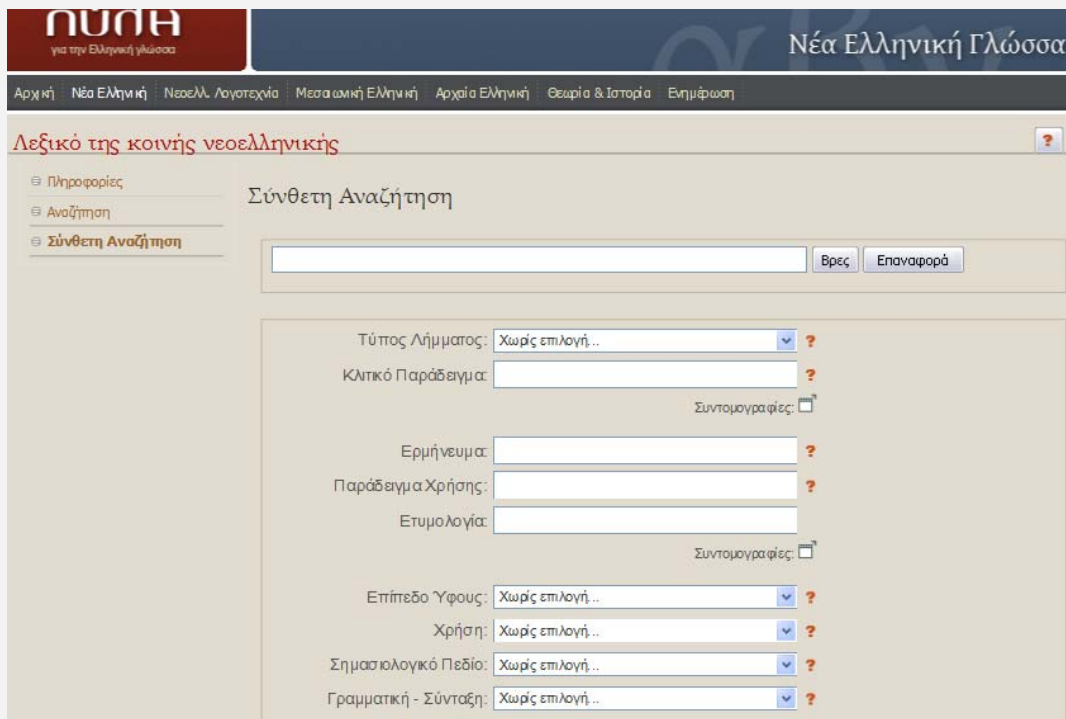 πύλη
για την Ελληνική γλώσσα
Νέα Ελληνική Γλώσσα
Αρχική Νέα Ελληνική Νεοελλ. Λογοτεχνία Μεσαιωνική Ελληνική Αρχαία Ελληνική Θεωρία & Ιστορία Ενημέρωση
Λεξικό της κοινής νεοελληνικής ?
Πληροφορίες
Αναζήτηση
Σύνθετη Αναζήτηση
Σύνθετη Αναζήτηση
Βρες Επαναφορά
Τύπος Λήμματος: Χωρίς επιλογή... ?
Κλιτικό Παράδειγμα: ?
Συντομογραφίες:
Ερμήνευμα: ?
Παράδειγμα Χρήσης: ?
Ετυμολογία:
Συντομογραφίες:
Επίπεδο Ύφους: Χωρίς επιλογή... ?
Χρήση: Χωρίς επιλογή... ?
Σημασιολογικό Πεδίο: Χωρίς επιλογή... ?
Γραμματική - Σύνταξη: Χωρίς επιλογή... ?